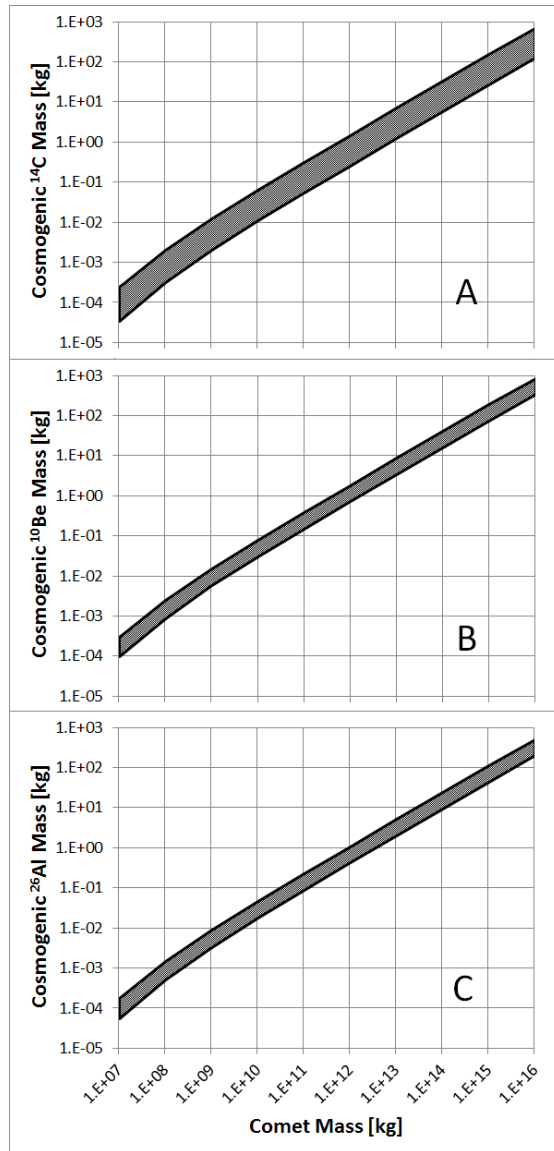 Cosmogenic ¹⁴C Mass [kg]
1.E+03
1.E+02
1.E+01
1.E+00
1.E-01
1.E-02
1.E-03
1.E-04
1.E-05
A
Cosmogenic ¹⁰Be Mass [kg]
1.E+03
1.E+02
1.E+01
1.E+00
1.E-01
1.E-02
1.E-03
1.E-04
1.E-05
B
Cosmogenic ²⁶Al Mass [kg]
1.E+03
1.E+02
1.E+01
1.E+00
1.E-01
1.E-02
1.E-03
1.E-04
1.E-05
C
1.E+07
1.E+08
1.E+09
1.E+10
1.E+11
1.E+12
1.E+13
1.E+14
1.E+15
1.E+16
Comet Mass [kg]